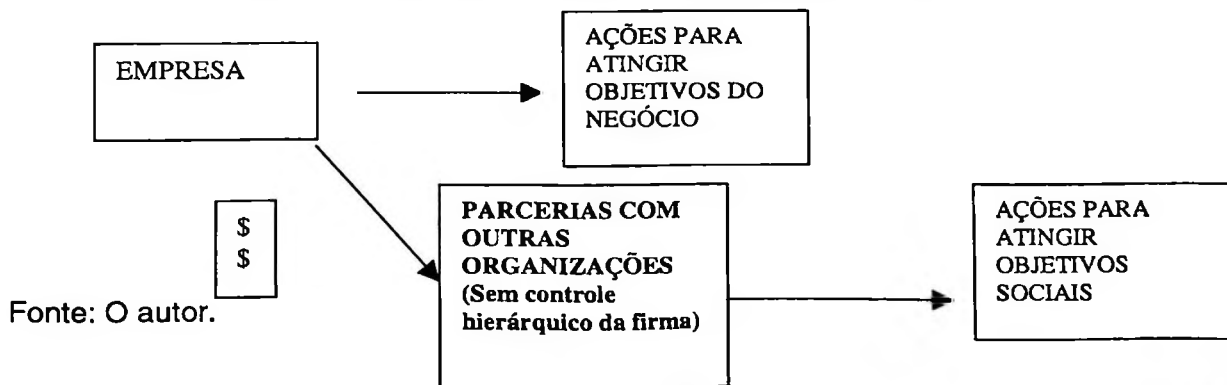 EMPRESA
AÇÕES PARA
ATINGIR
OBJETIVOS DO
NEGÓCIO
$
$
PARCERIAS COM
OUTRAS
ORGANIZAÇÕES
(Sem controle
hierárquico da firma)
AÇÕES PARA
ATINGIR
OBJETIVOS
SOCIAIS
Fonte: O autor.